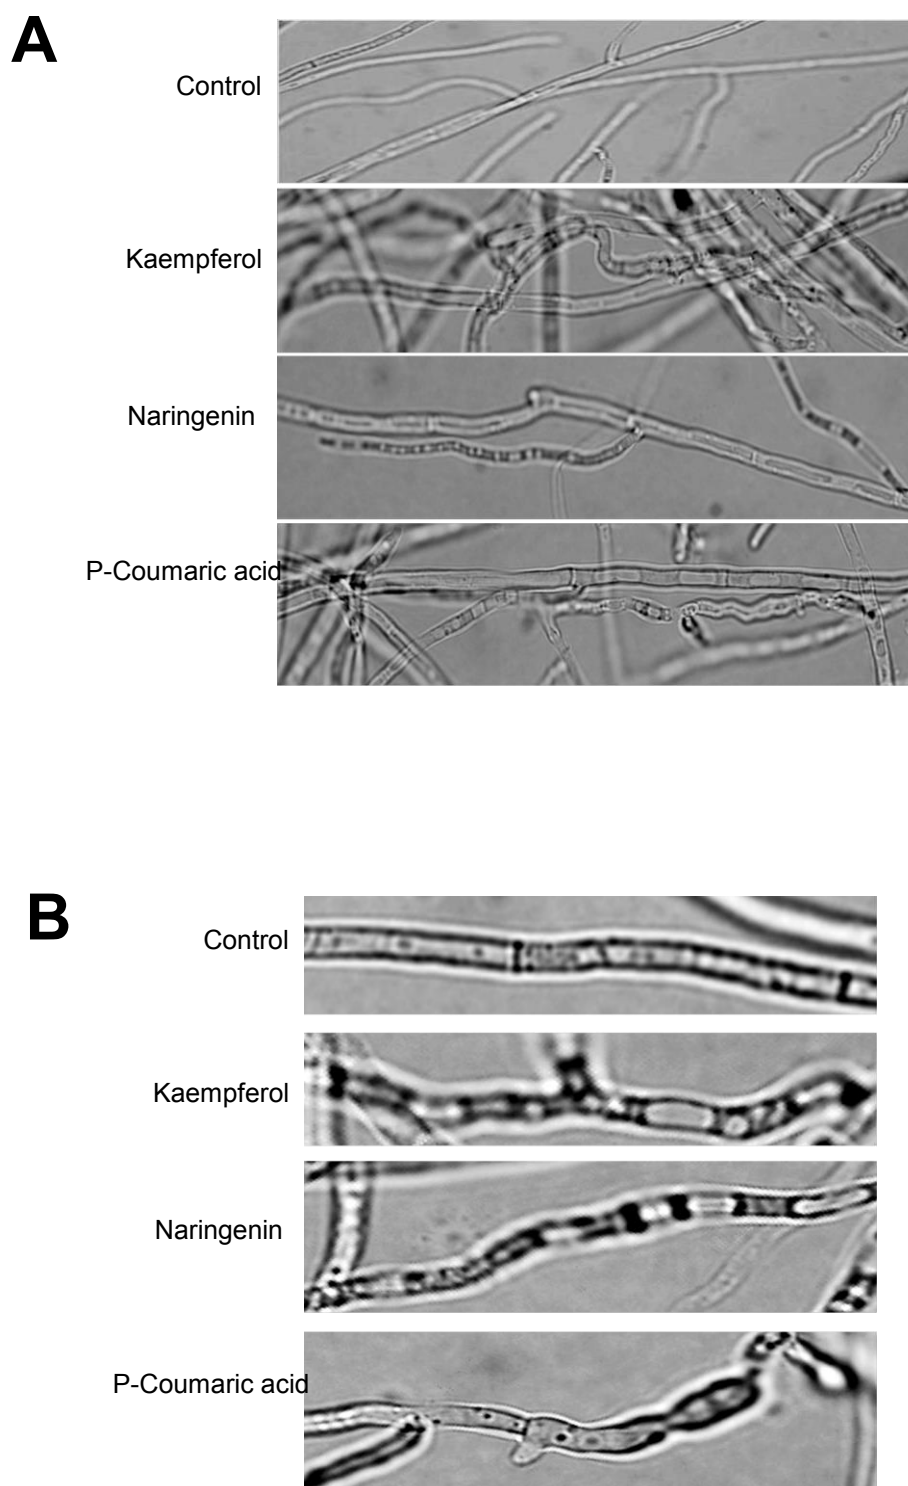 A
Control
Kaempferol
Naringenin
P-Coumaric acid
B
Control
Kaempferol
Naringenin
P-Coumaric acid